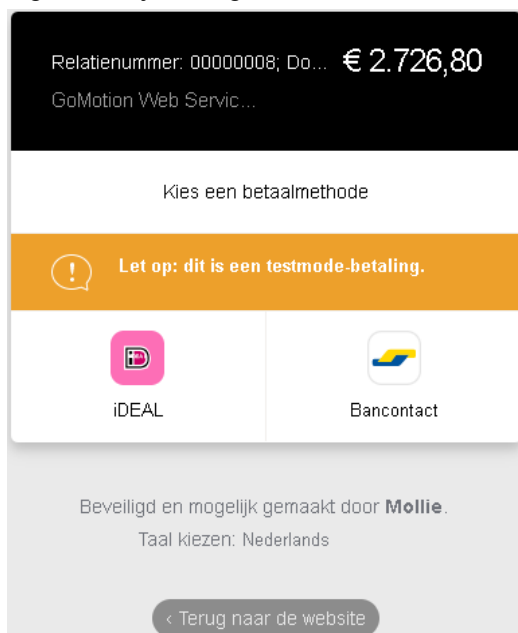 Relatienummer: 00000008; Do... € 2.726,80
GoMotion Web Servic...
Kies een betaalmethode
Let op: dit is een testmode-betaling.
iDEAL
Bancontact
Beveiligd en mogelijk gemaakt door Mollie.
Taal kiezen: Nederlands
‹ Terug naar de website